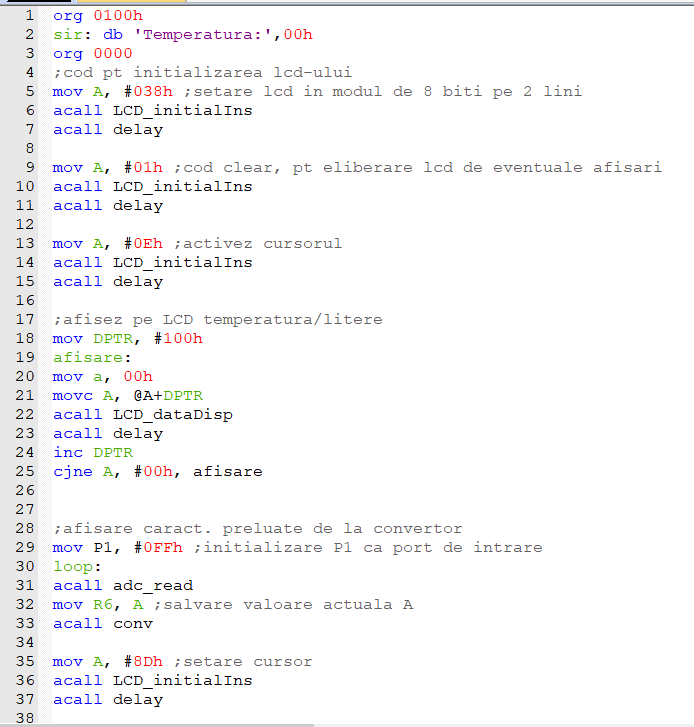 1 org 0100h
2 sir: db 'Temperatura:',00h
3 org 0000
4 ;cod pt initializarea lcd-ului
5 mov A, #038h ;setare lcd in modul de 8 biti pe 2 lini
6 acall LCD_initialIns
7 acall delay
8
9 mov A, #01h ;cod clear, pt eliberare lcd de eventuale afisari
10 acall LCD_initialIns
11 acall delay
12
13 mov A, #0Eh ;activez cursorul
14 acall LCD_initialIns
15 acall delay
16
17 ;afisez pe LCD temperatura/litere
18 mov DPTR, #100h
19 afisare:
20 mov a, 00h
21 movc A, @A+DPTR
22 acall LCD_dataDisp
23 acall delay
24 inc DPTR
25 cjne A, #00h, afisare
26
27
28 ;afisare caract. preluate de la convertor
29 mov P1, #0FFh ;initializare P1 ca port de intrare
30 loop:
31 acall adc_read
32 mov R6, A ;salvare valoare actuala A
33 acall conv
34
35 mov A, #8Dh ;setare cursor
36 acall LCD_initialIns
37 acall delay
38